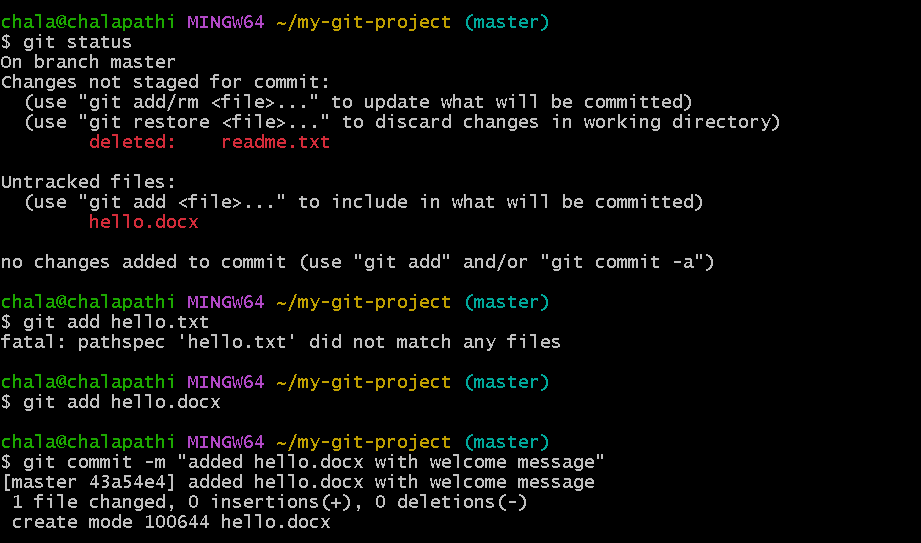 chala@chalapathi MINGW64 ~/my-git-project (master)
$ git status
On branch master
Changes not staged for commit:
  (use "git add/rm <file>..." to update what will be committed)
  (use "git restore <file>..." to discard changes in working directory)
        deleted:    readme.txt

Untracked files:
  (use "git add <file>..." to include in what will be committed)
        hello.docx

no changes added to commit (use "git add" and/or "git commit -a")

chala@chalapathi MINGW64 ~/my-git-project (master)
$ git add hello.txt
fatal: pathspec 'hello.txt' did not match any files

chala@chalapathi MINGW64 ~/my-git-project (master)
$ git add hello.docx

chala@chalapathi MINGW64 ~/my-git-project (master)
$ git commit -m "added hello.docx with welcome message"
[master 43a54e4] added hello.docx with welcome message
 1 file changed, 0 insertions(+), 0 deletions(-)
 create mode 100644 hello.docx